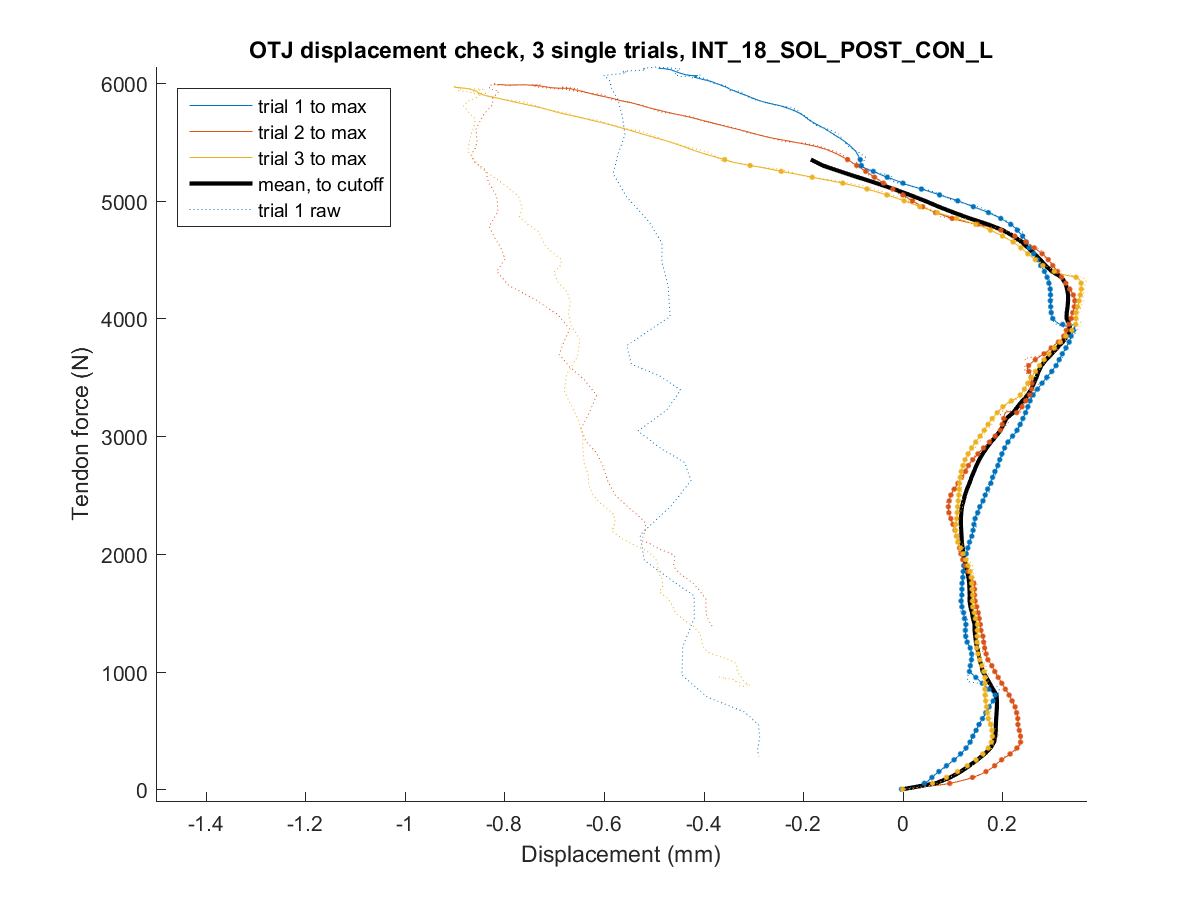 OTJ displacement check, 3 single trials, INT_18_SOL_POST_CON_L
trial 1 to max
trial 2 to max
trial 3 to max
mean, to cutoff
trial 1 raw
Tendon force (N)
6000
5000
4000
3000
2000
1000
0
-1.4 -1.2 -1 -0.8 -0.6 -0.4 -0.2 0 0.2
Displacement (mm)